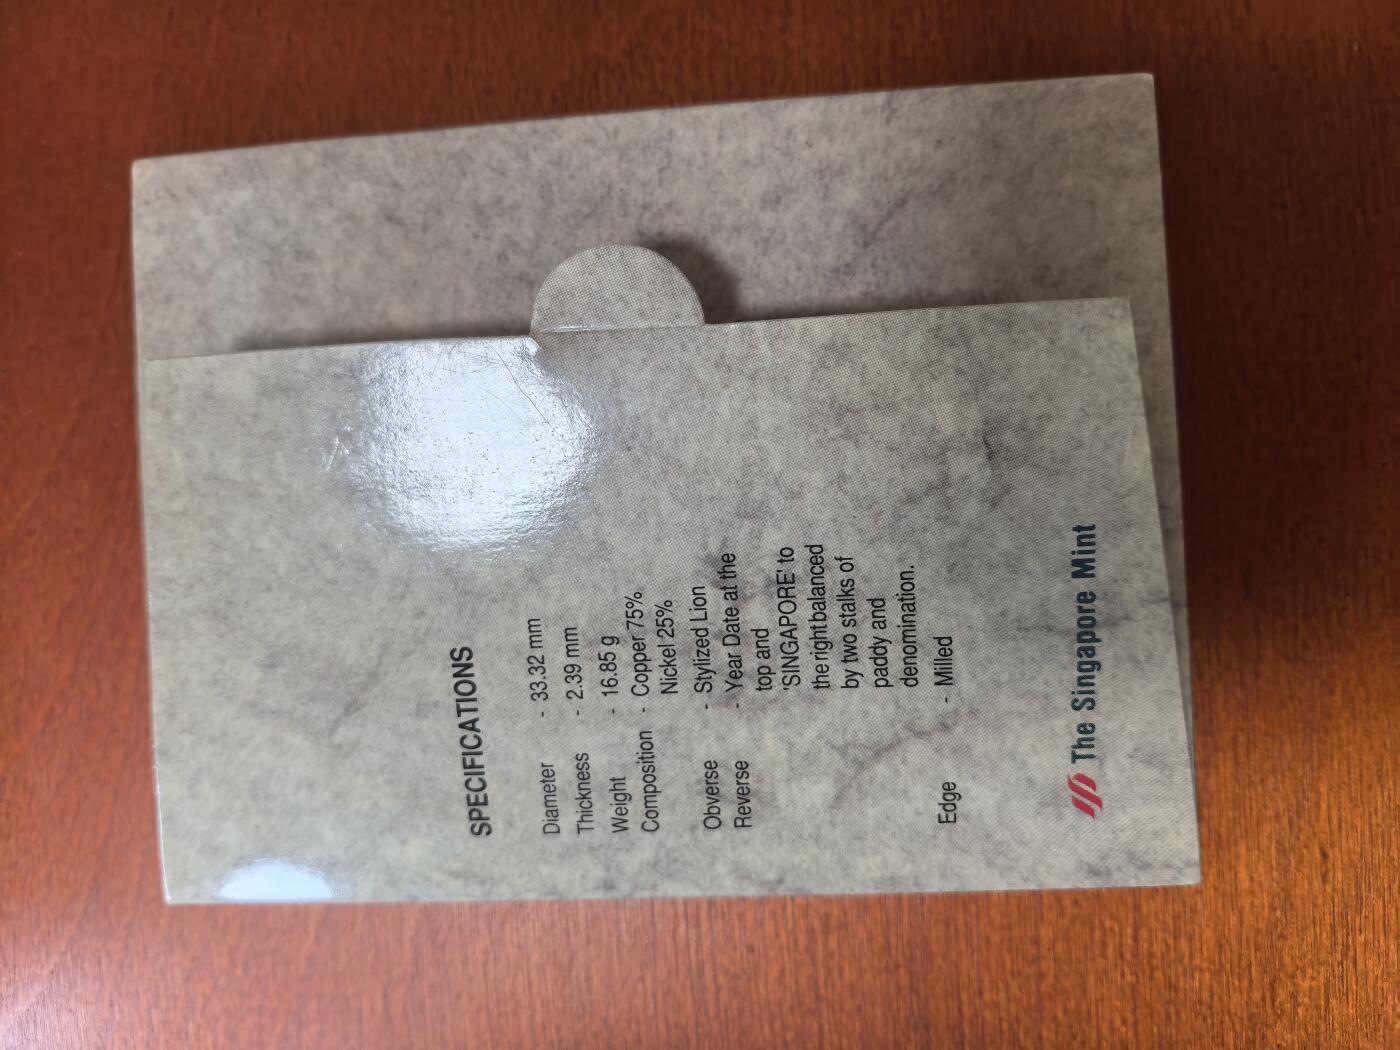 SPECIFICATIONS
Diameter - 33.32 mm
Thickness - 2.39 mm
Weight - 16.85 g
Composition - Copper 75%
Nickel 25%
Obverse - Stylized Lion
Reverse - Year Date at the
top and
'SINGAPORE' to
the right balanced
by two stalks of
paddy and
denomination.
Edge - Milled
The Singapore Mint